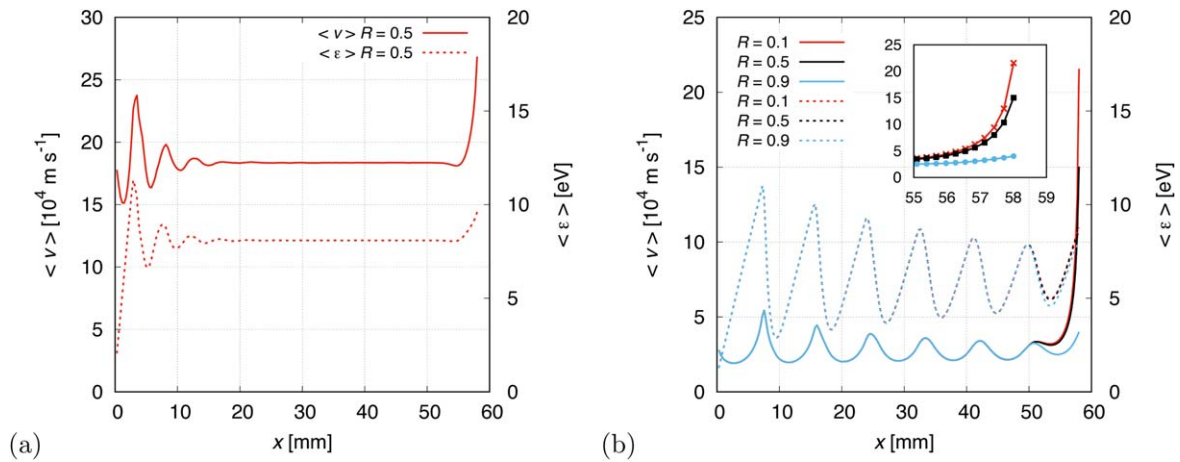 30
25
20
15
10
5
0
< v > [10⁴ m s⁻¹]
< v > R = 0.5
< ε > R = 0.5
20
15
10
5
0
< ε > [eV]
0 10 20 30 40 50 60
x [mm]
(a)
25
20
15
10
5
0
< v > [10⁴ m s⁻¹]
R = 0.1
R = 0.5
R = 0.9
R = 0.1
R = 0.5
R = 0.9
25
20
15
10
5
0
55 56 57 58 59
20
15
10
5
0
< ε > [eV]
0 10 20 30 40 50 60
x [mm]
(b)